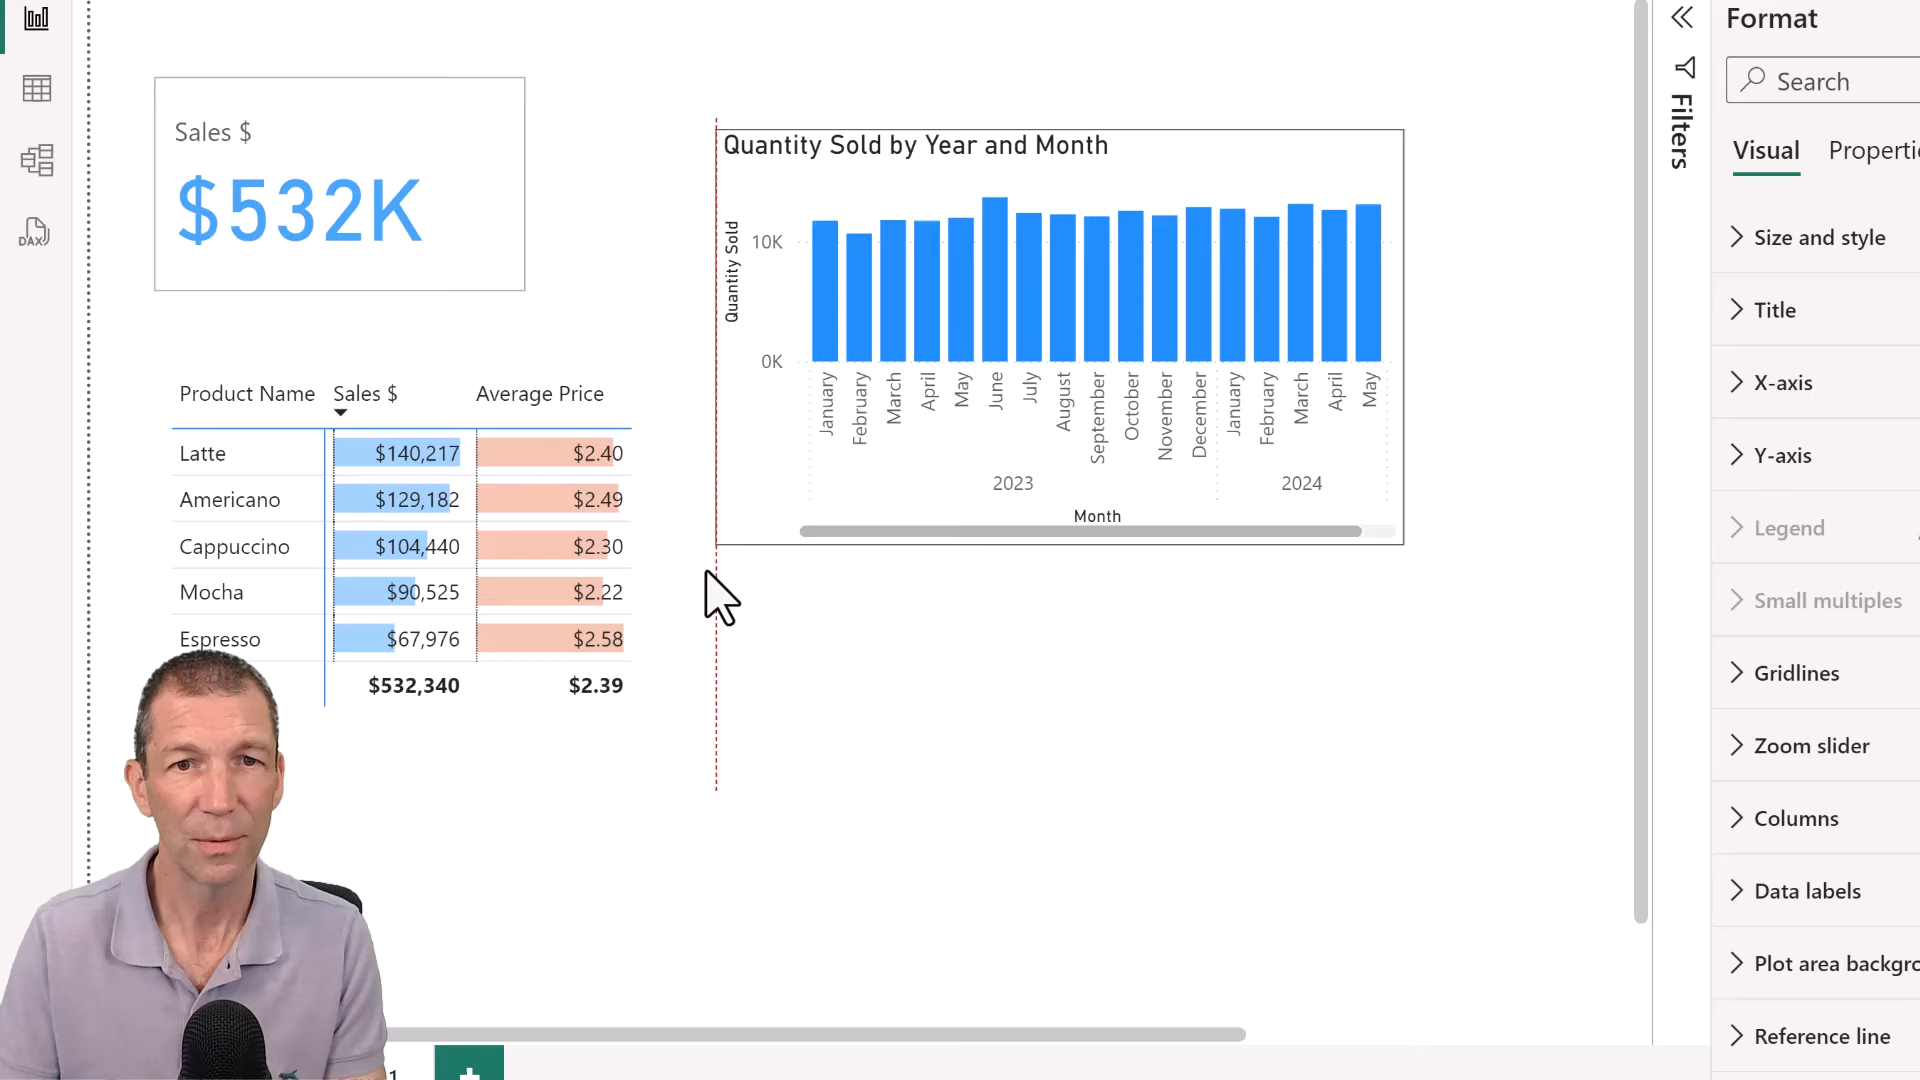 Sales $
$532K
Product Name Sales $ Average Price
Latte $140,217 $2.40
Americano $129,182 $2.49
Cappuccino $104,440 $2.30
Mocha $90,525 $2.22
Espresso $67,976 $2.58
$532,340 $2.39
Quantity Sold by Year and Month
Quantity Sold
10K
0K
January February March April May June July August September October November December January February March April May
2023 2024
Month
Filters
Format
Search
Visual Properti
Size and style
Title
X-axis
Y-axis
Legend
Small multiples
Gridlines
Zoom slider
Columns
Data labels
Plot area backgro
Reference line
DAX